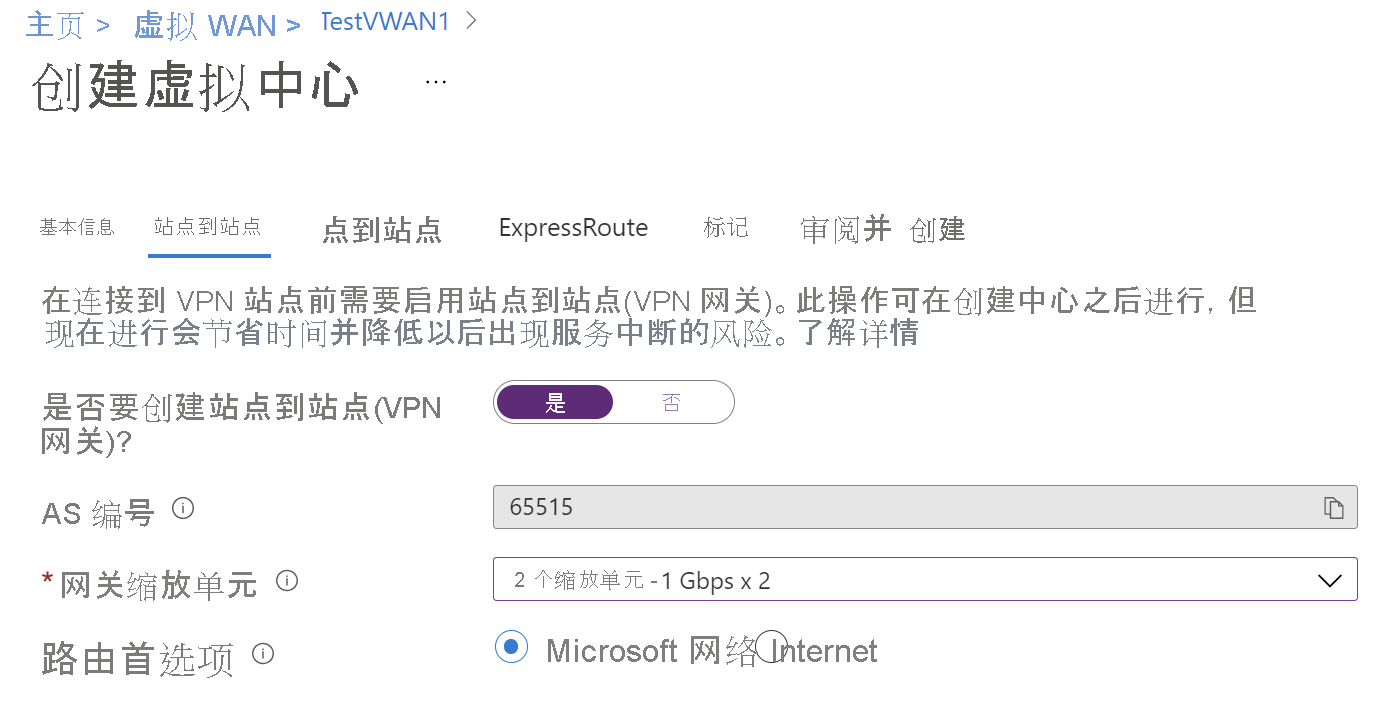 主页 > 虚拟 WAN > TestVWAN1 >
创建虚拟中心 ...
基本信息 站点到站点 点到站点 ExpressRoute 标记 审阅并 创建
在连接到 VPN 站点前需要启用站点到站点(VPN 网关)。此操作可在创建中心之后进行, 但
现在进行会节省时间并降低以后出现服务中断的风险。了解详情
是否要创建站点到站点(VPN 是 否
网关)?
AS 编号 65515
* 网关缩放单元 2 个缩放单元 -1 Gbps x 2
路由首选项 Microsoft 网络 Internet